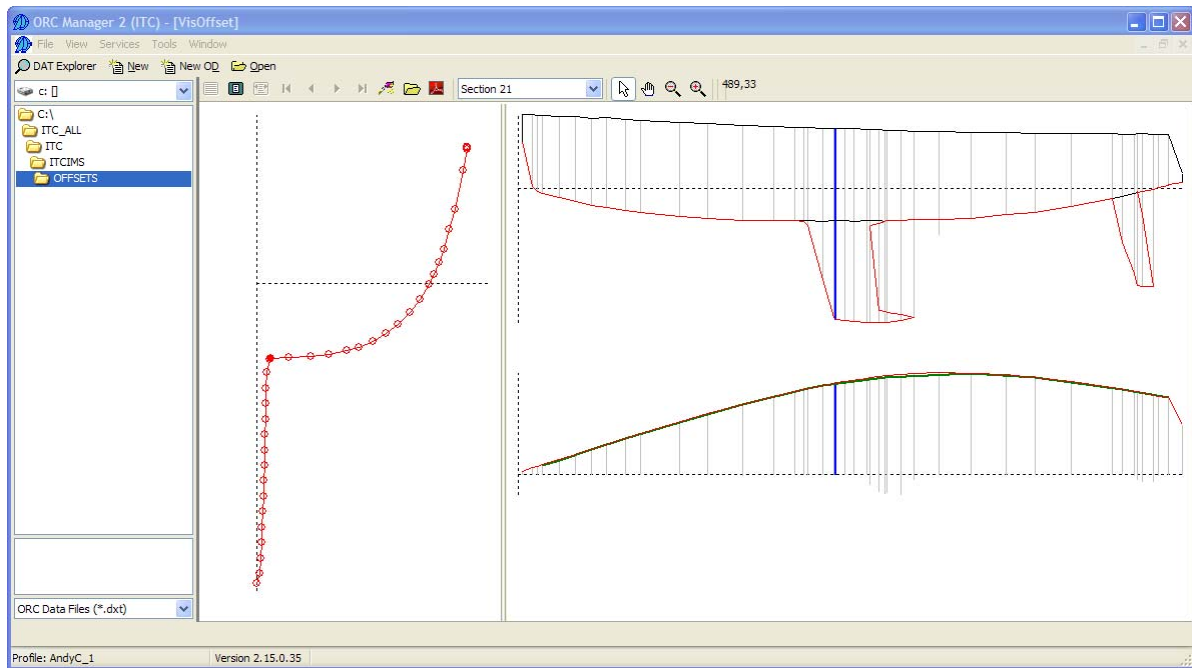 ORC Manager 2 (ITC) - [VisOffset]
File View Services Tools Window
DAT Explorer New New OD Open
c: [] Section 21 489,33
C:\
ITC_ALL
ITC
ITCIMS
OFFSETS
ORC Data Files (*.dxt)
Profile: AndyC_1 Version 2.15.0.35